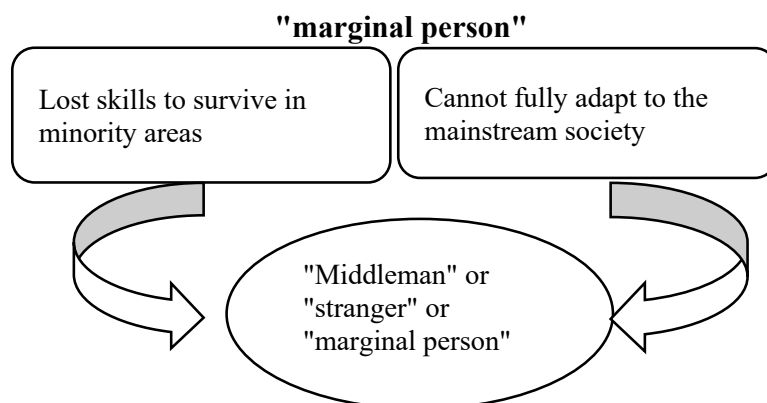 "marginal person"
Lost skills to survive in
minority areas
Cannot fully adapt to the
mainstream society
"Middleman" or
"stranger" or
"marginal person"